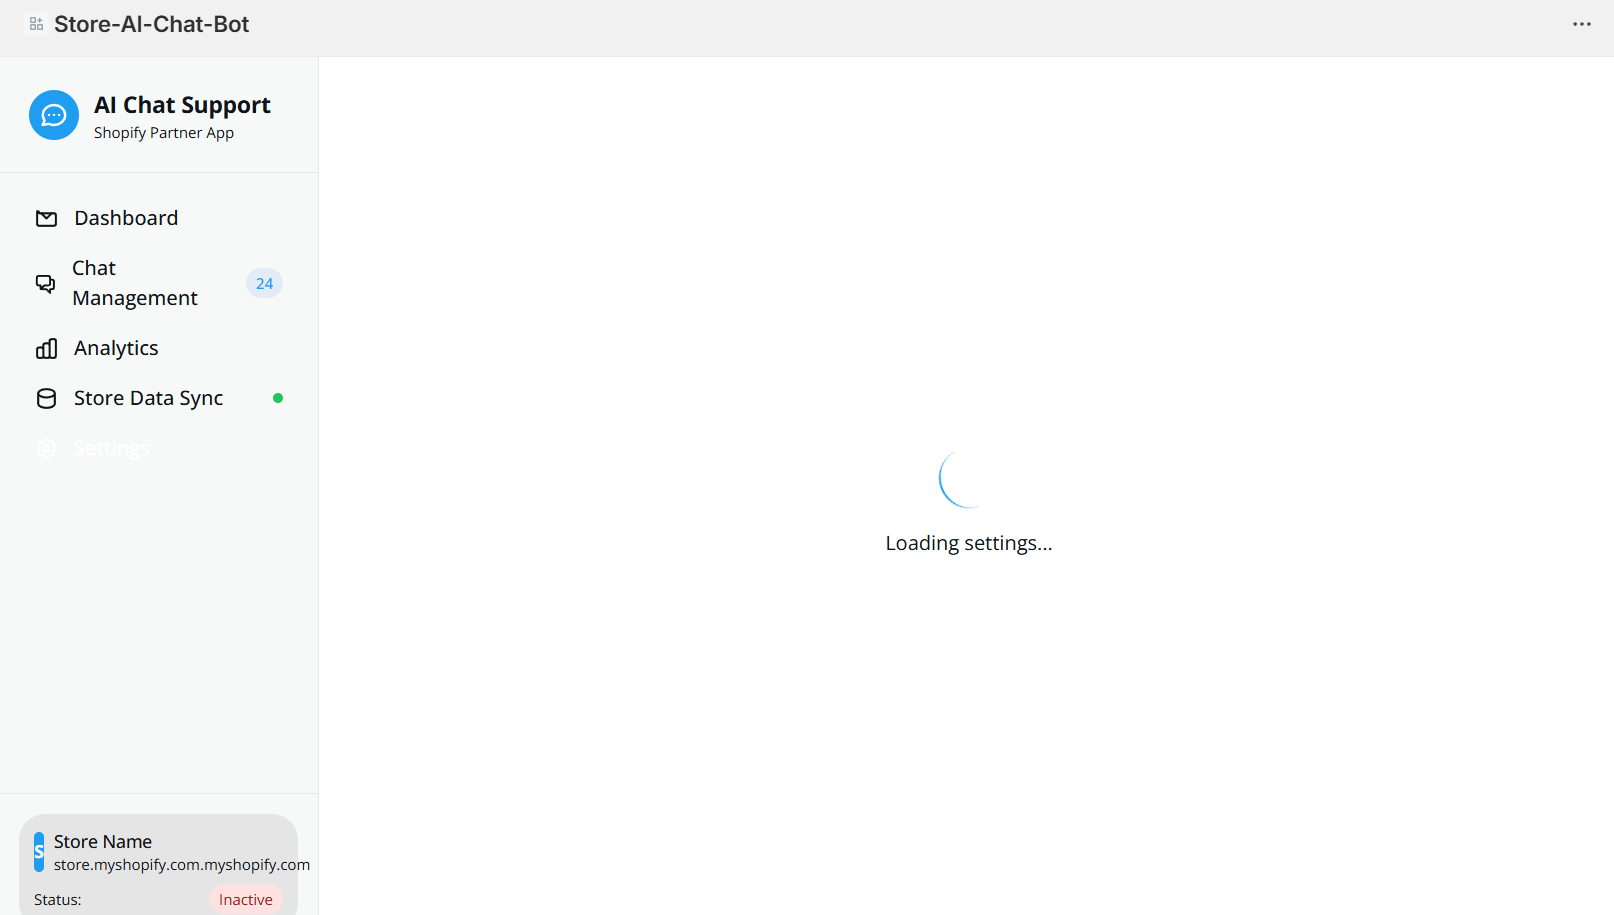 Store-AI-Chat-Bot
AI Chat Support
Shopify Partner App
Dashboard
Chat
Management
24
Analytics
Store Data Sync
Settings
Loading settings...
S
Store Name
store.myshopify.com.myshopify.com
Status:
Inactive